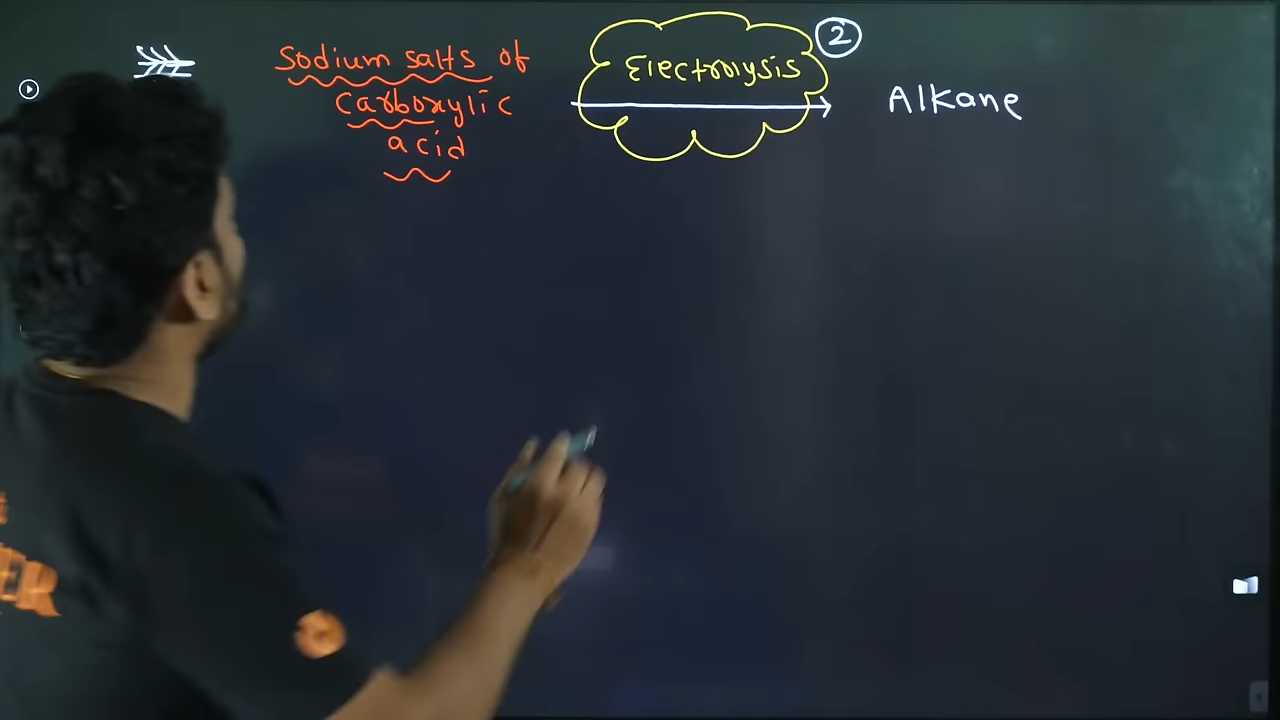 Sodium salts of
carboxylic
acid
Electrolysis
2
Alkane